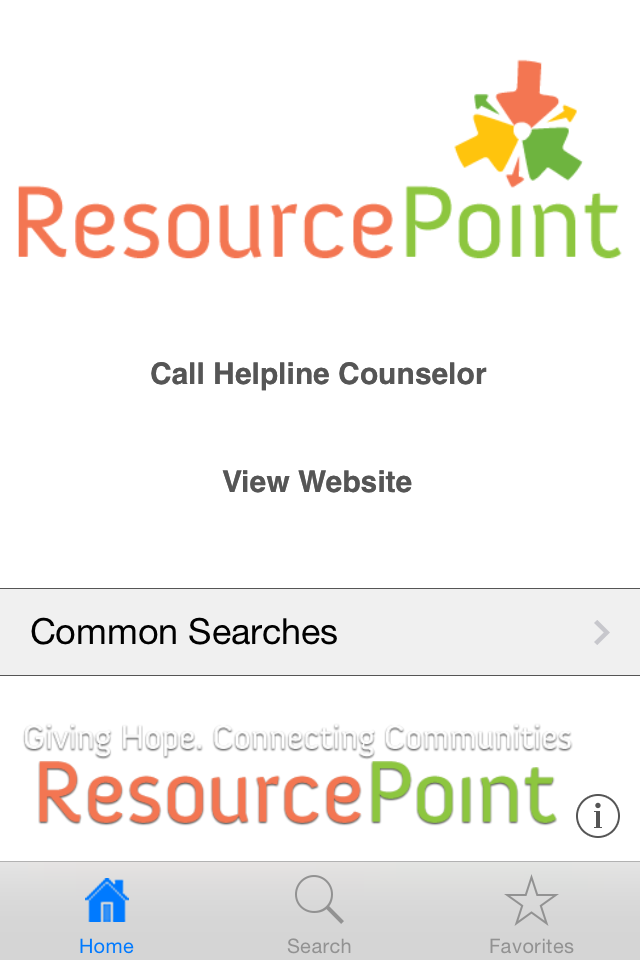 ResourcePoint
Call Helpline Counselor
View Website
Common Searches
Giving Hope. Connecting Communities
ResourcePoint
i
Home
Search
Favorites